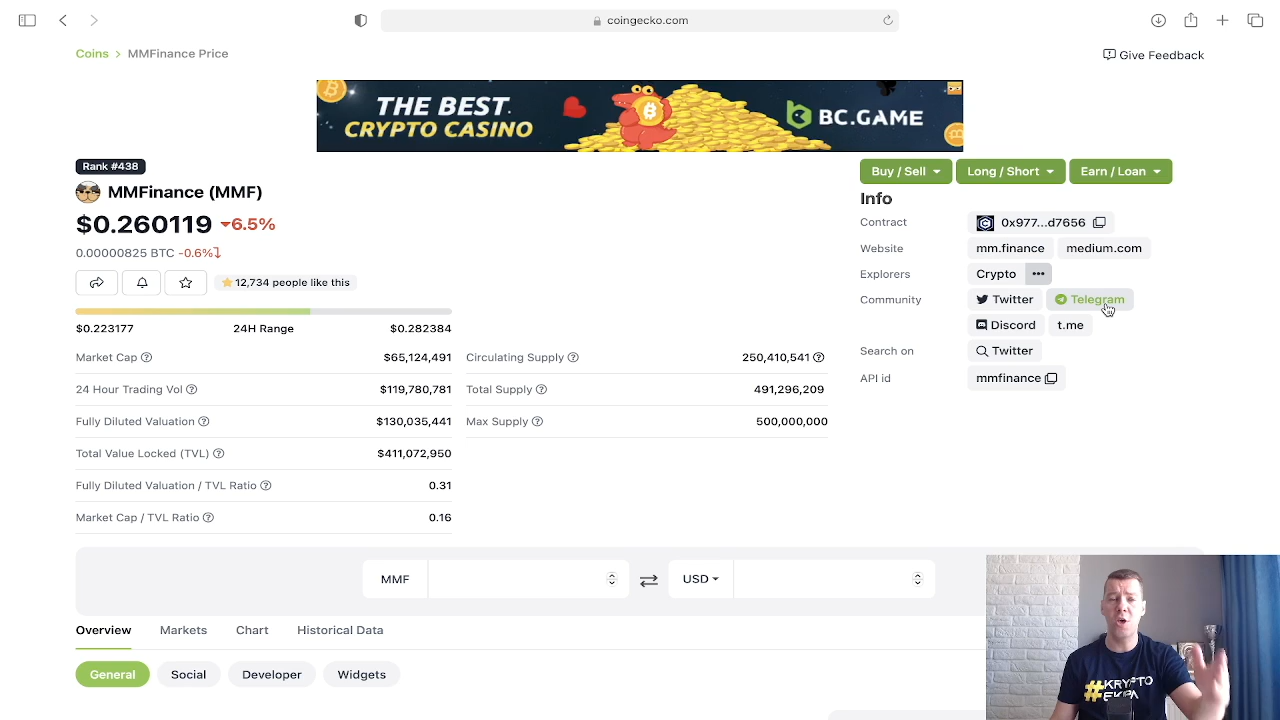 coingecko.com
Coins > MMFinance Price
Give Feedback
THE BEST
CRYPTO CASINO
BC.GAME
Rank #438
MMFinance (MMF)
$0.260119 6.5%
0.00000825 BTC -0.6%
12,734 people like this
$0.223177 24H Range $0.282384
Market Cap $65,124,491
24 Hour Trading Vol $119,780,781
Fully Diluted Valuation $130,035,441
Total Value Locked (TVL) $411,072,950
Fully Diluted Valuation / TVL Ratio 0.31
Market Cap / TVL Ratio 0.16
Circulating Supply 250,410,541
Total Supply 491,296,209
Max Supply 500,000,000
Buy / Sell Long / Short Earn / Loan
Info
Contract 0x977...d7656
Website mm.finance medium.com
Explorers Crypto •••
Community Twitter Telegram
Discord t.me
Search on Twitter
API id mmfinance
MMF USD
Overview Markets Chart Historical Data
General Social Developer Widgets
#KRYPTO
EKIPA